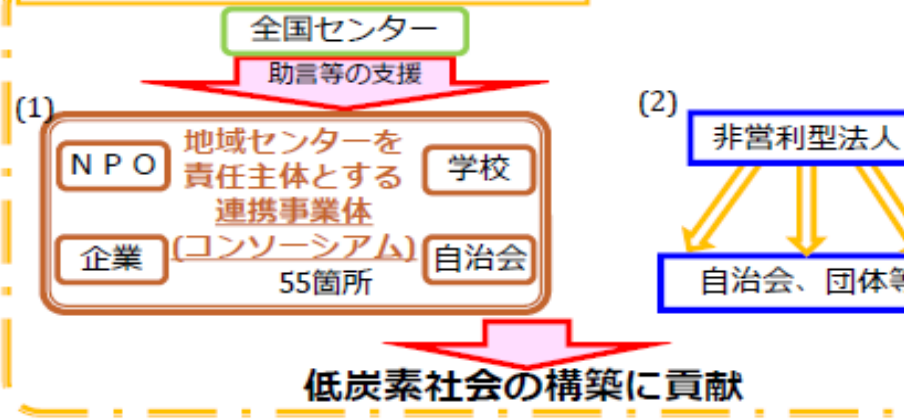 全国センター
助言等の支援
(1)
地域センターを
責任主体とする
連携事業体
(コンソーシアム)
55箇所
ＮＰＯ
学校
企業
自治会
(2)
非営利型法人
自治会、団体等
低炭素社会の構築に貢献